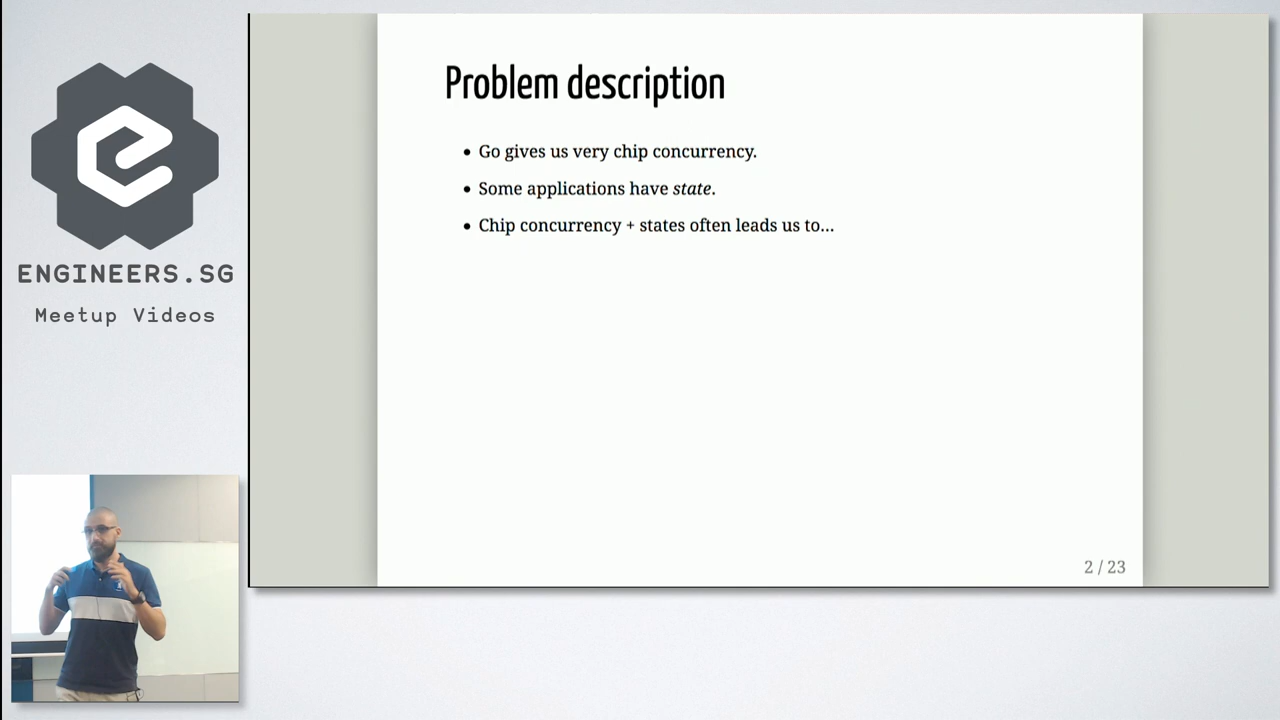 ENGINEERS.SG
Meetup Videos
Problem description
• Go gives us very chip concurrency.
• Some applications have state.
• Chip concurrency + states often leads us to...
2 / 23